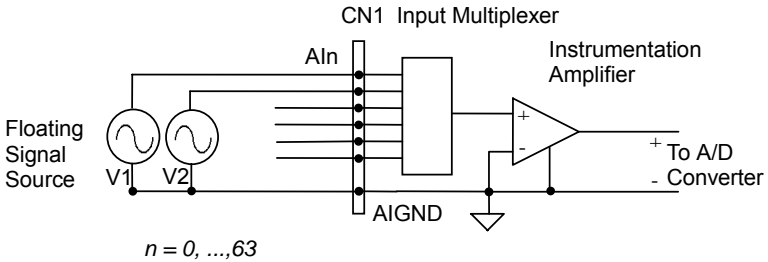 CN1 Input Multiplexer
AIn
Instrumentation
Amplifier
Floating
Signal
Source
V1
V2
+
-
+ To A/D
- Converter
AIGND
n = 0, ...,63